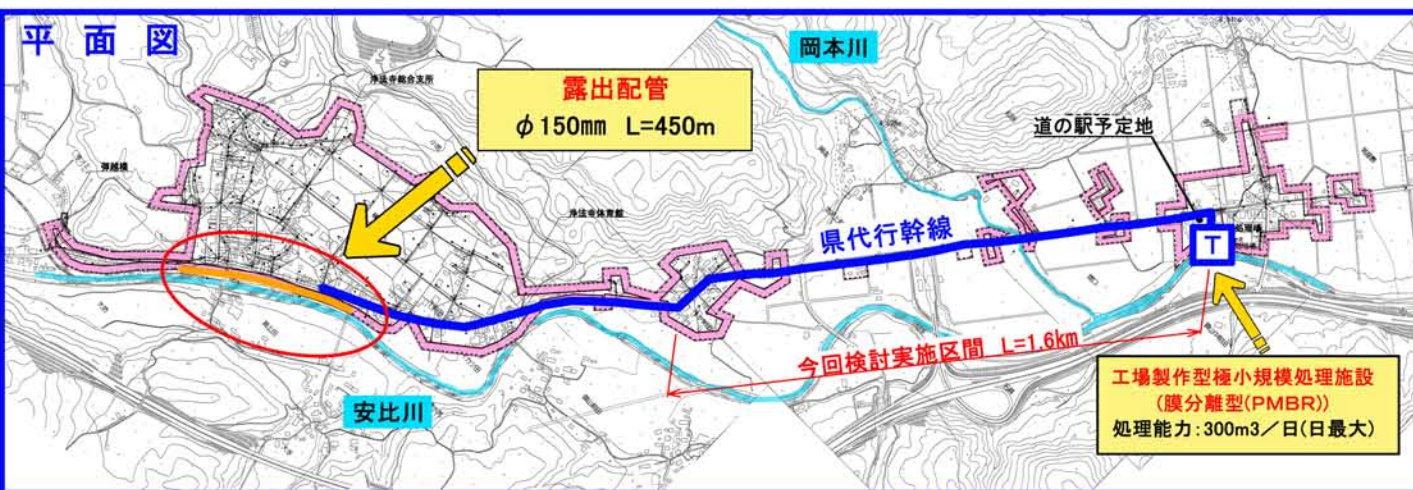 平面図
岡本川
浄法寺総合支所
露出配管
φ150mm L=450m
道の駅予定地
浄法寺体育館
県代行幹線
T
今回検討実施区間 L=1.6km
安比川
工場製作型極小規模処理施設
(膜分離型(PMBR))
処理能力:300m3/日(日最大)